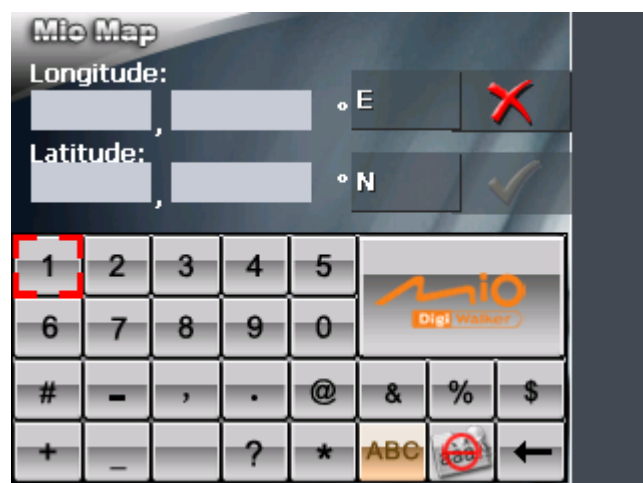 Mio Map
Longitude:
, ° E
Latitude:
, ° N
1 2 3 4 5
mio
Digi Walker
6 7 8 9 0
# - , . @ & % $
+ _ ? * ABC ←